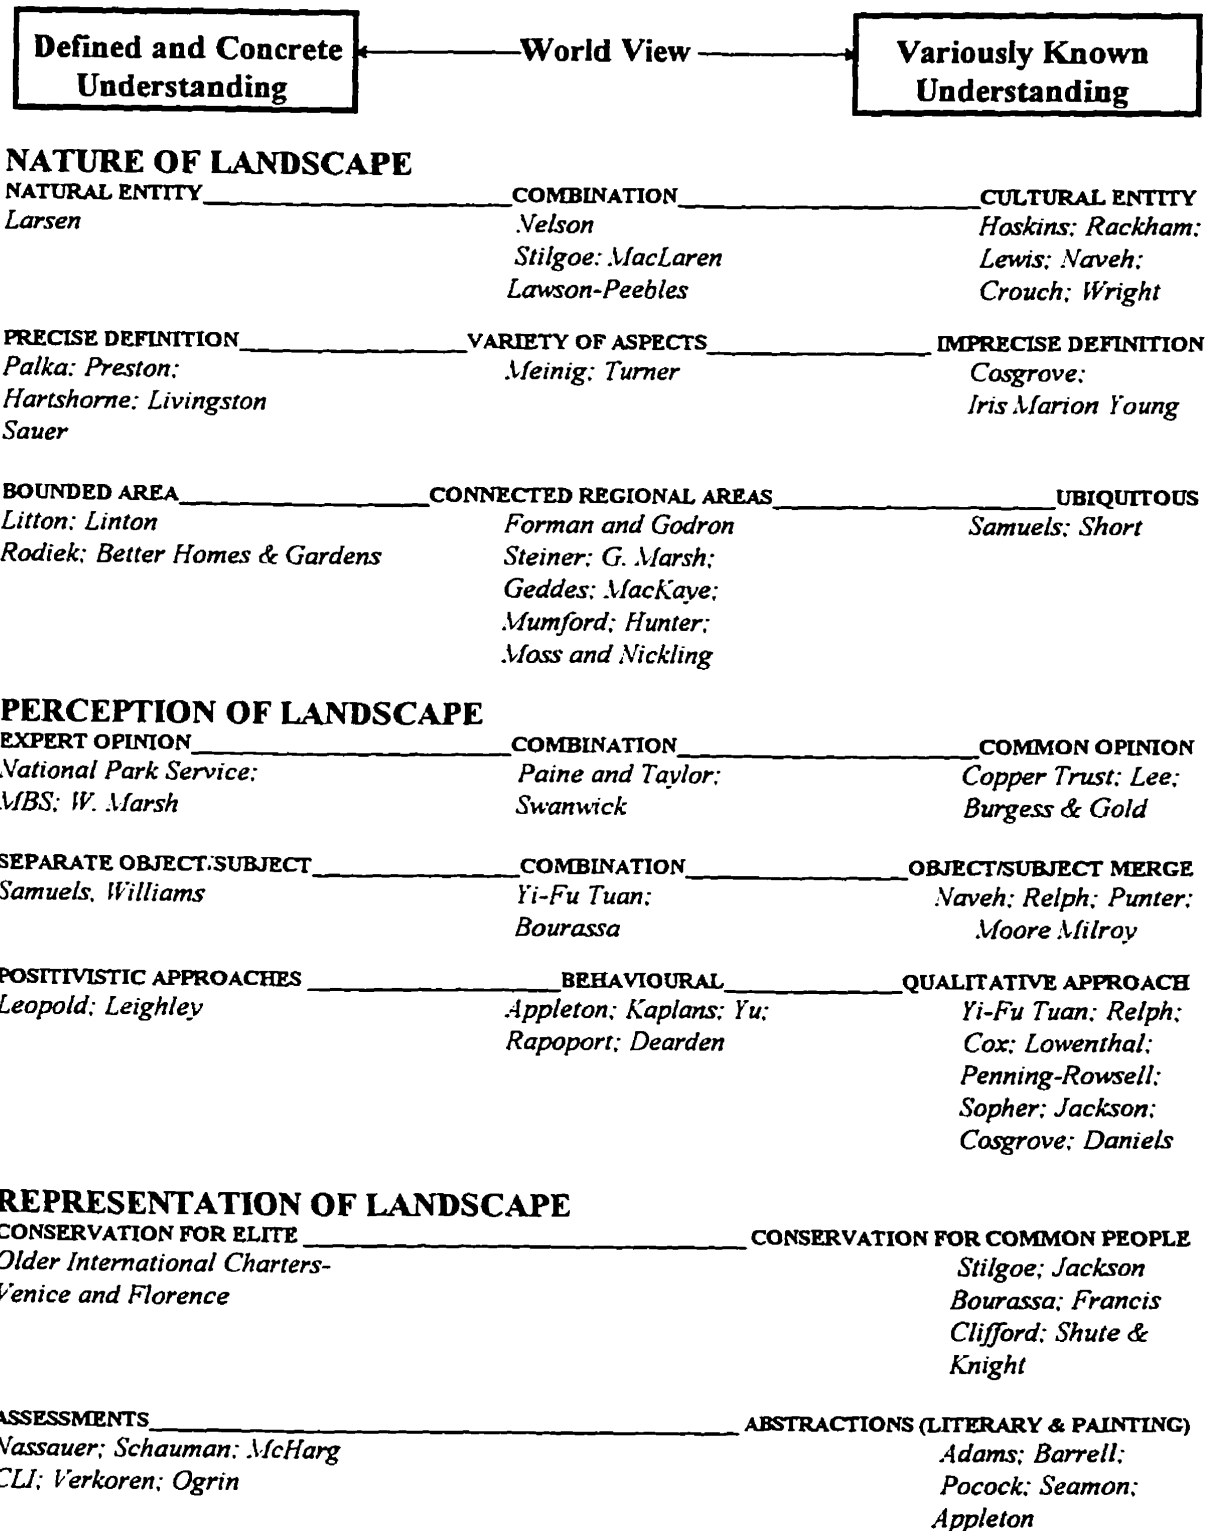 Defined and Concrete Understanding World View Variously Known Understanding
NATURE OF LANDSCAPE
NATURAL ENTITY COMBINATION CULTURAL ENTITY
Larsen Nelson Hoskins; Rackham;
Stilgoe; MacLaren Lewis; Naveh;
Lawson-Peebles Crouch; Wright
PRECISE DEFINITION VARIETY OF ASPECTS IMPRECISE DEFINITION
Palka; Preston; Meinig; Turner Cosgrove;
Hartshorne; Livingston Iris Marion Young
Sauer
BOUNDED AREA CONNECTED REGIONAL AREAS UBIQUITOUS
Litton; Linton Forman and Godron Samuels; Short
Rodiek; Better Homes & Gardens Steiner; G. Marsh;
Geddes; MacKaye;
Mumford; Hunter;
Moss and Nickling
PERCEPTION OF LANDSCAPE
EXPERT OPINION COMBINATION COMMON OPINION
National Park Service; Paine and Taylor; Copper Trust; Lee;
MBS; W. Marsh Swanwick Burgess & Gold
SEPARATE OBJECT/SUBJECT COMBINATION OBJECT/SUBJECT MERGE
Samuels, Williams Yi-Fu Tuan; Naveh; Relph; Punter;
Bourassa Moore Milroy
POSITIVISTIC APPROACHES BEHAVIOURAL QUALITATIVE APPROACH
Leopold; Leighley Appleton; Kaplans; Yu; Yi-Fu Tuan; Relph;
Rapoport; Dearden Cox; Lowenthal;
Penning-Rowsell;
Sopher; Jackson;
Cosgrove; Daniels
REPRESENTATION OF LANDSCAPE
CONSERVATION FOR ELITE CONSERVATION FOR COMMON PEOPLE
Older International Charters- Stilgoe; Jackson
Venice and Florence Bourassa; Francis
Clifford; Shute &
Knight
ASSESSMENTS ABSTRACTIONS (LITERARY & PAINTING)
Nassauer; Schauman; McHarg Adams; Barrell;
CLI; Verkoren; Ogrin Pocock; Seamon;
Appleton